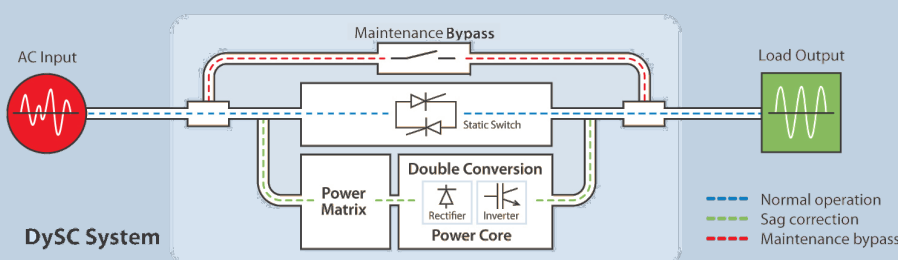 Maintenance Bypass
AC Input
Load Output
Static Switch
Double Conversion
Power
Matrix
Rectifier
Inverter
Power Core
Normal operation
Sag correction
Maintenance bypass
DySC System